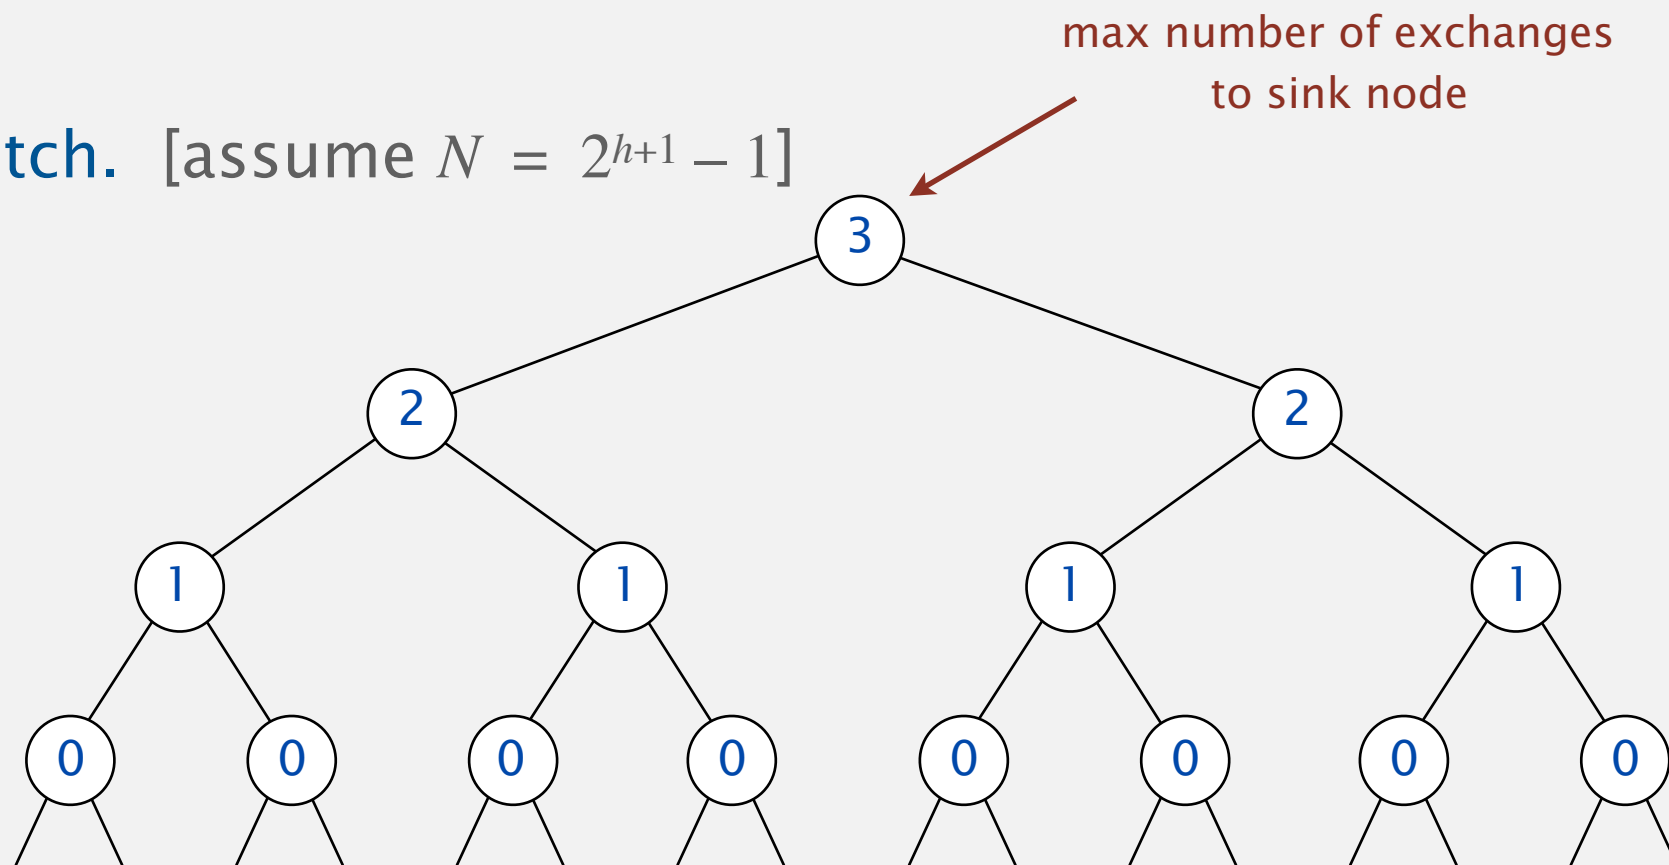 max number of exchanges
to sink node
tch. [assume N = 2^{h+1} – 1]
3
2 2
1 1 1 1
0 0 0 0 0 0 0 0